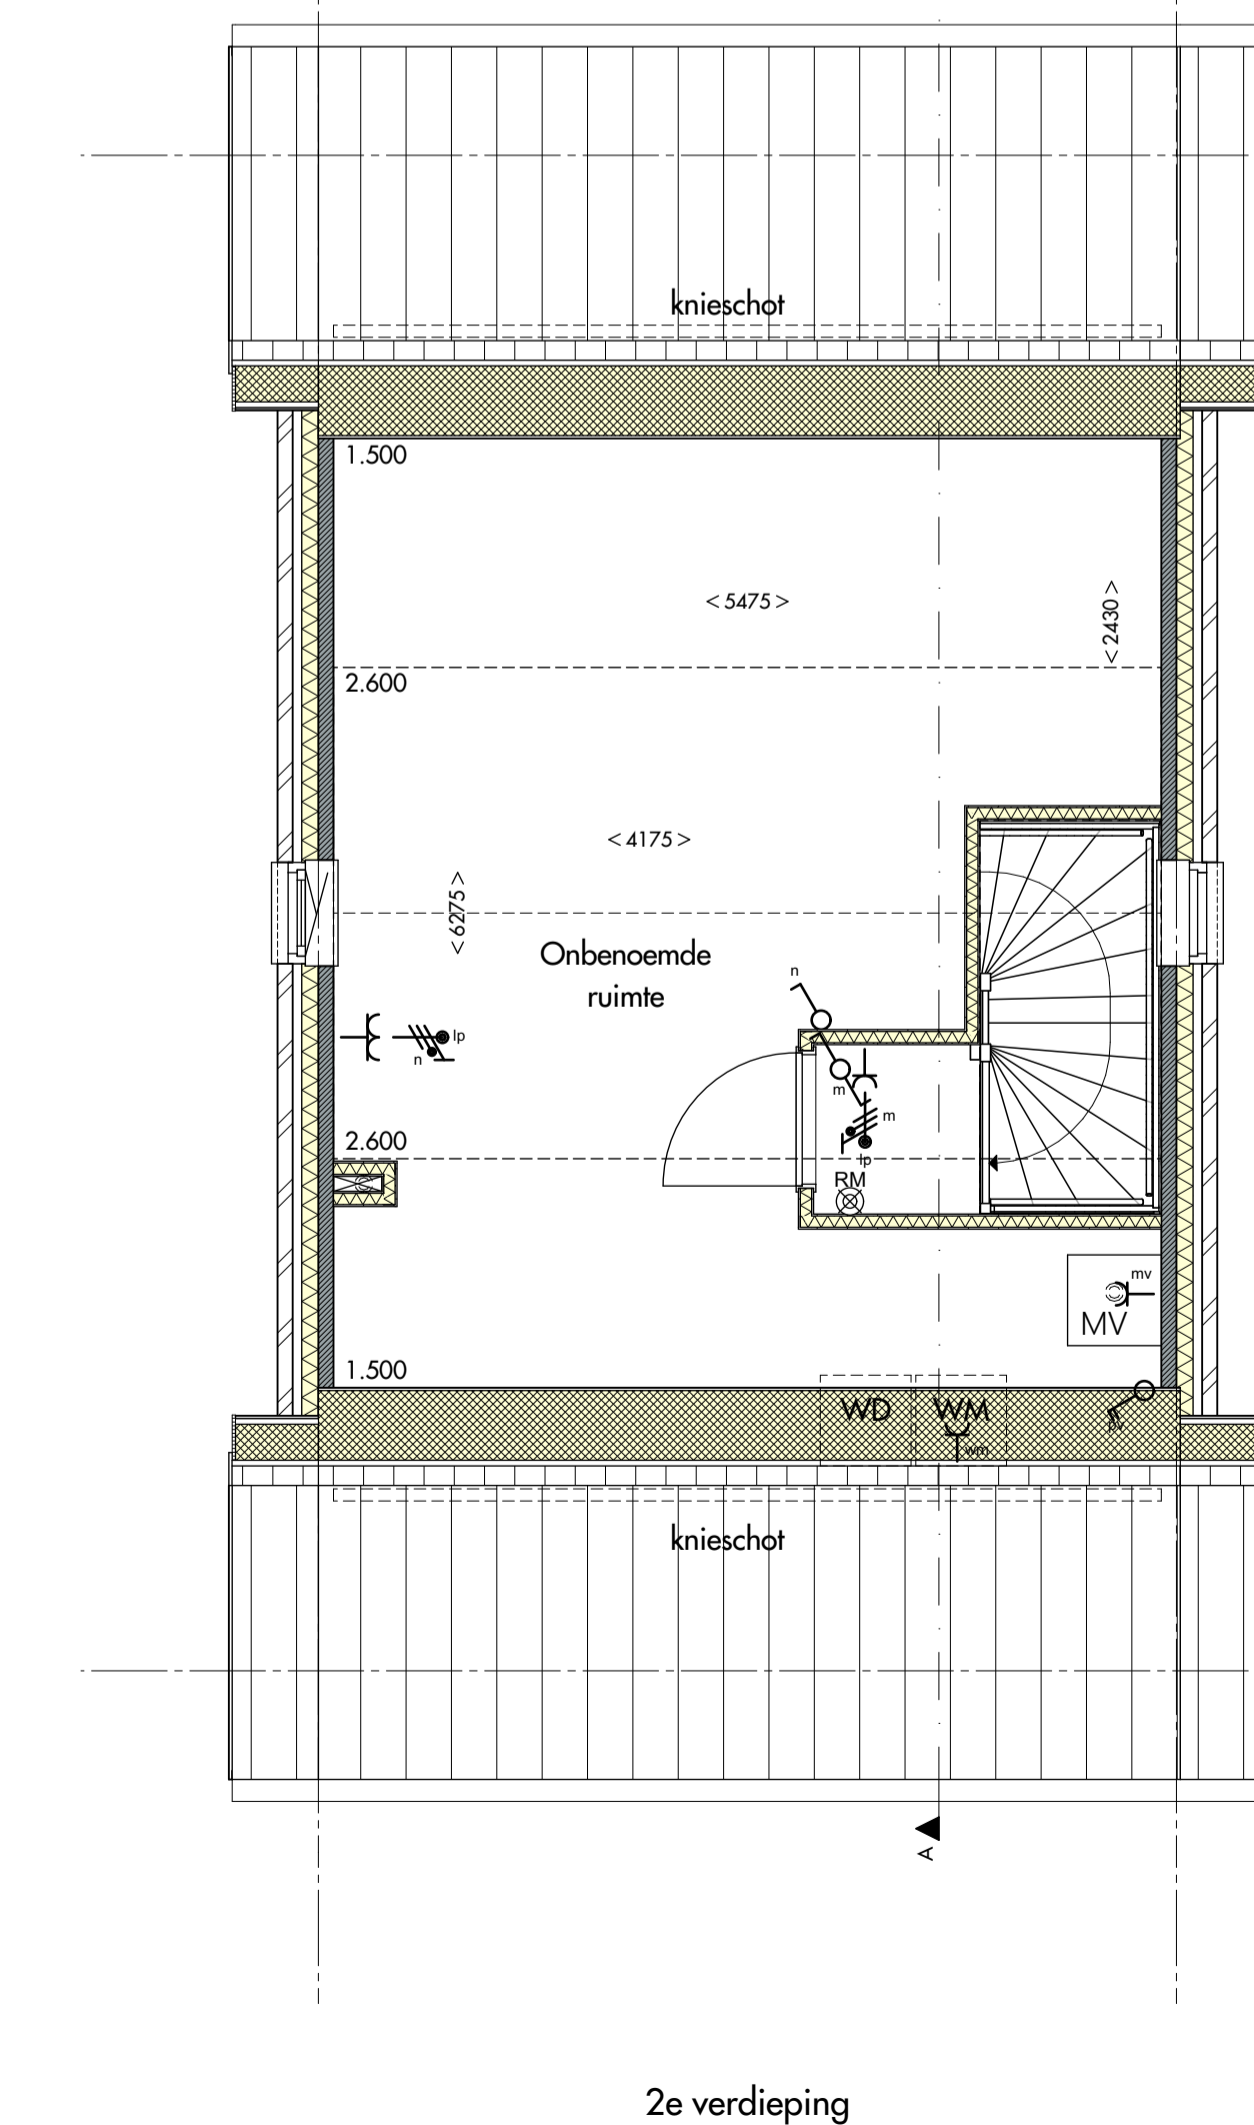 knieschot
1.500
<5475>
<2430>
2.600
<4175>
<6275>
Onbenoemde
ruimte
n
lp
n
m
m
lp
2.600
RM
mv
MV
1.500
WD
WM
pv
wm
knieschot
A
2e verdieping